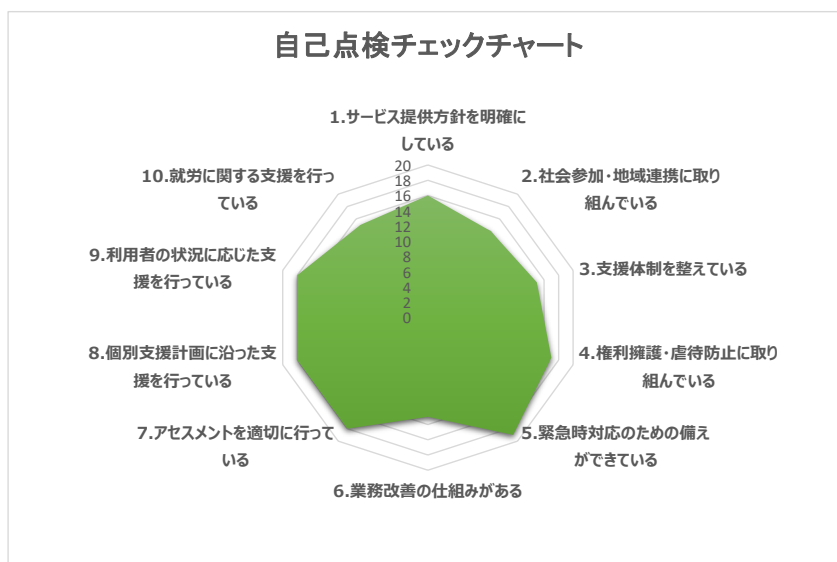 自己点検チェックチャート
1.サービス提供方針を明確に
している
2.社会参加・地域連携に取り
組んでいる
3.支援体制を整えている
4.権利擁護・虐待防止に取り
組んでいる
5.緊急時対応のための備え
ができている
6.業務改善の仕組みがある
7.アセスメントを適切に行って
いる
8.個別支援計画に沿った支
援を行っている
9.利用者の状況に応じた支
援を行っている
10.就労に関する支援を行っ
ている
20
18
16
14
12
10
8
6
4
2
0